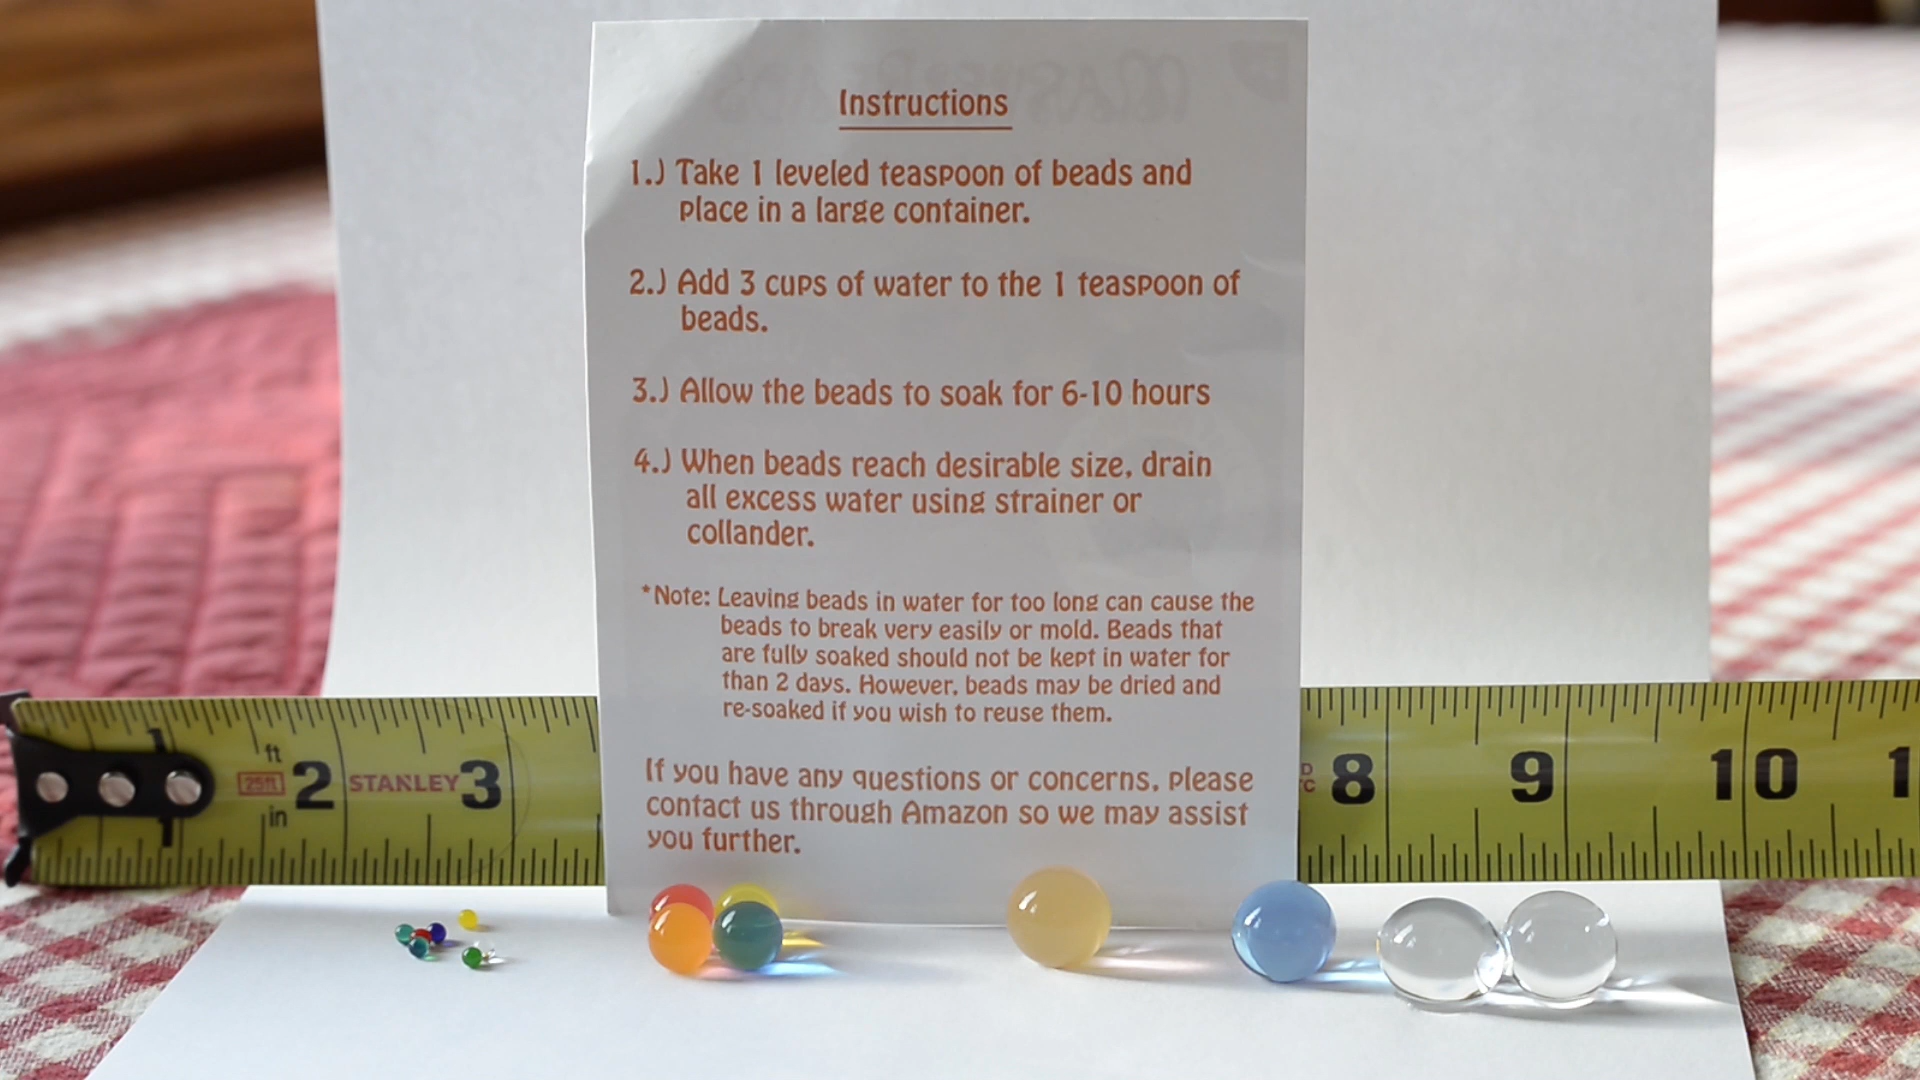 Instructions
1.) Take 1 leveled teaspoon of beads and
place in a large container.
2.) Add 3 cups of water to the 1 teaspoon of
beads.
3.) Allow the beads to soak for 6-10 hours
4.) When beads reach desirable size, drain
all excess water using strainer or
collander.
*Note: Leaving beads in water for too long can cause the
beads to break very easily or mold. Beads that
are fully soaked should not be kept in water for
than 2 days. However, beads may be dried and
re-soaked if you wish to reuse them.
If you have any questions or concerns, please
contact us through Amazon so we may assist
you further.
1 ft 25ft in 2 STANLEY 3
8 9 10 1